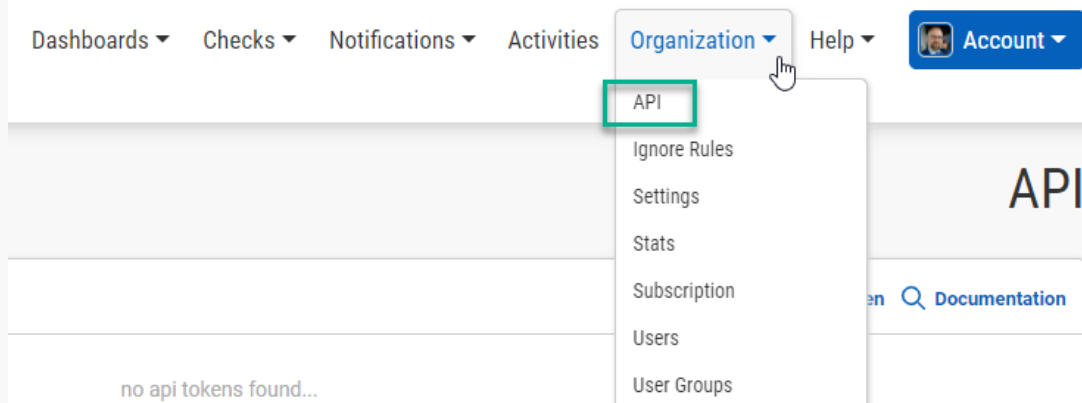 Dashboards Checks Notifications Activities Organization Help Account
API
Ignore Rules
Settings
API
Stats
Subscription
en Documentation
Users
no api tokens found...
User Groups